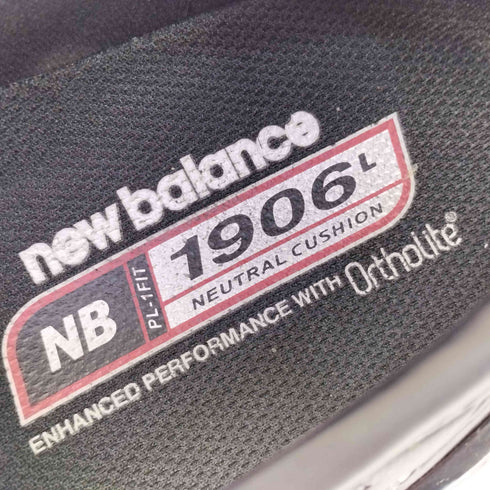 new balance
NB PL-1FIT 1906L
NEUTRAL CUSHION
ENHANCED PERFORMANCE WITH Ortholite®